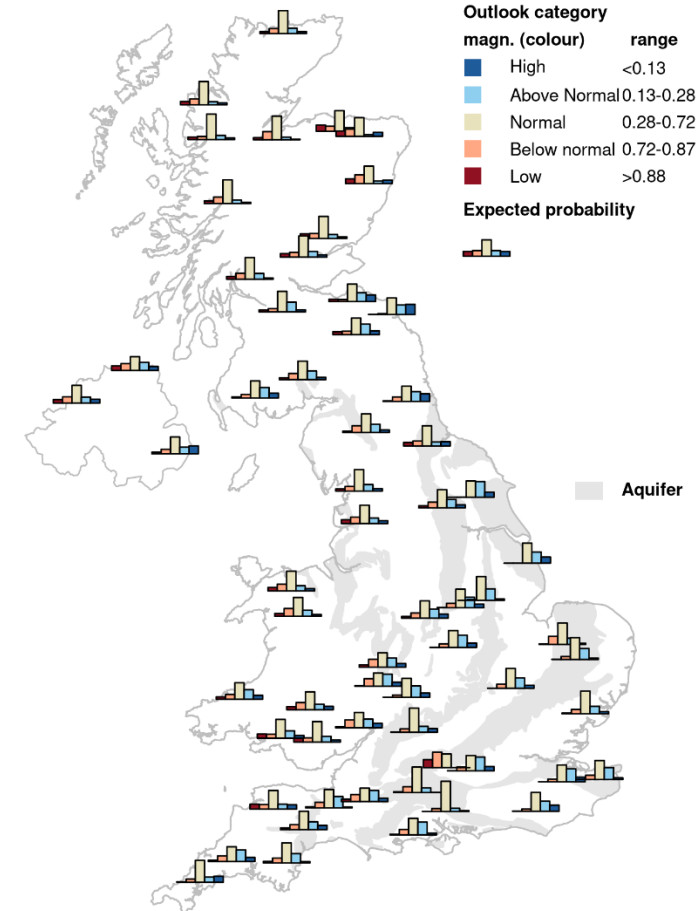 Outlook category
magn. (colour) range
High <0.13
Above Normal 0.13-0.28
Normal 0.28-0.72
Below normal 0.72-0.87
Low >0.88
Expected probability
Aquifer